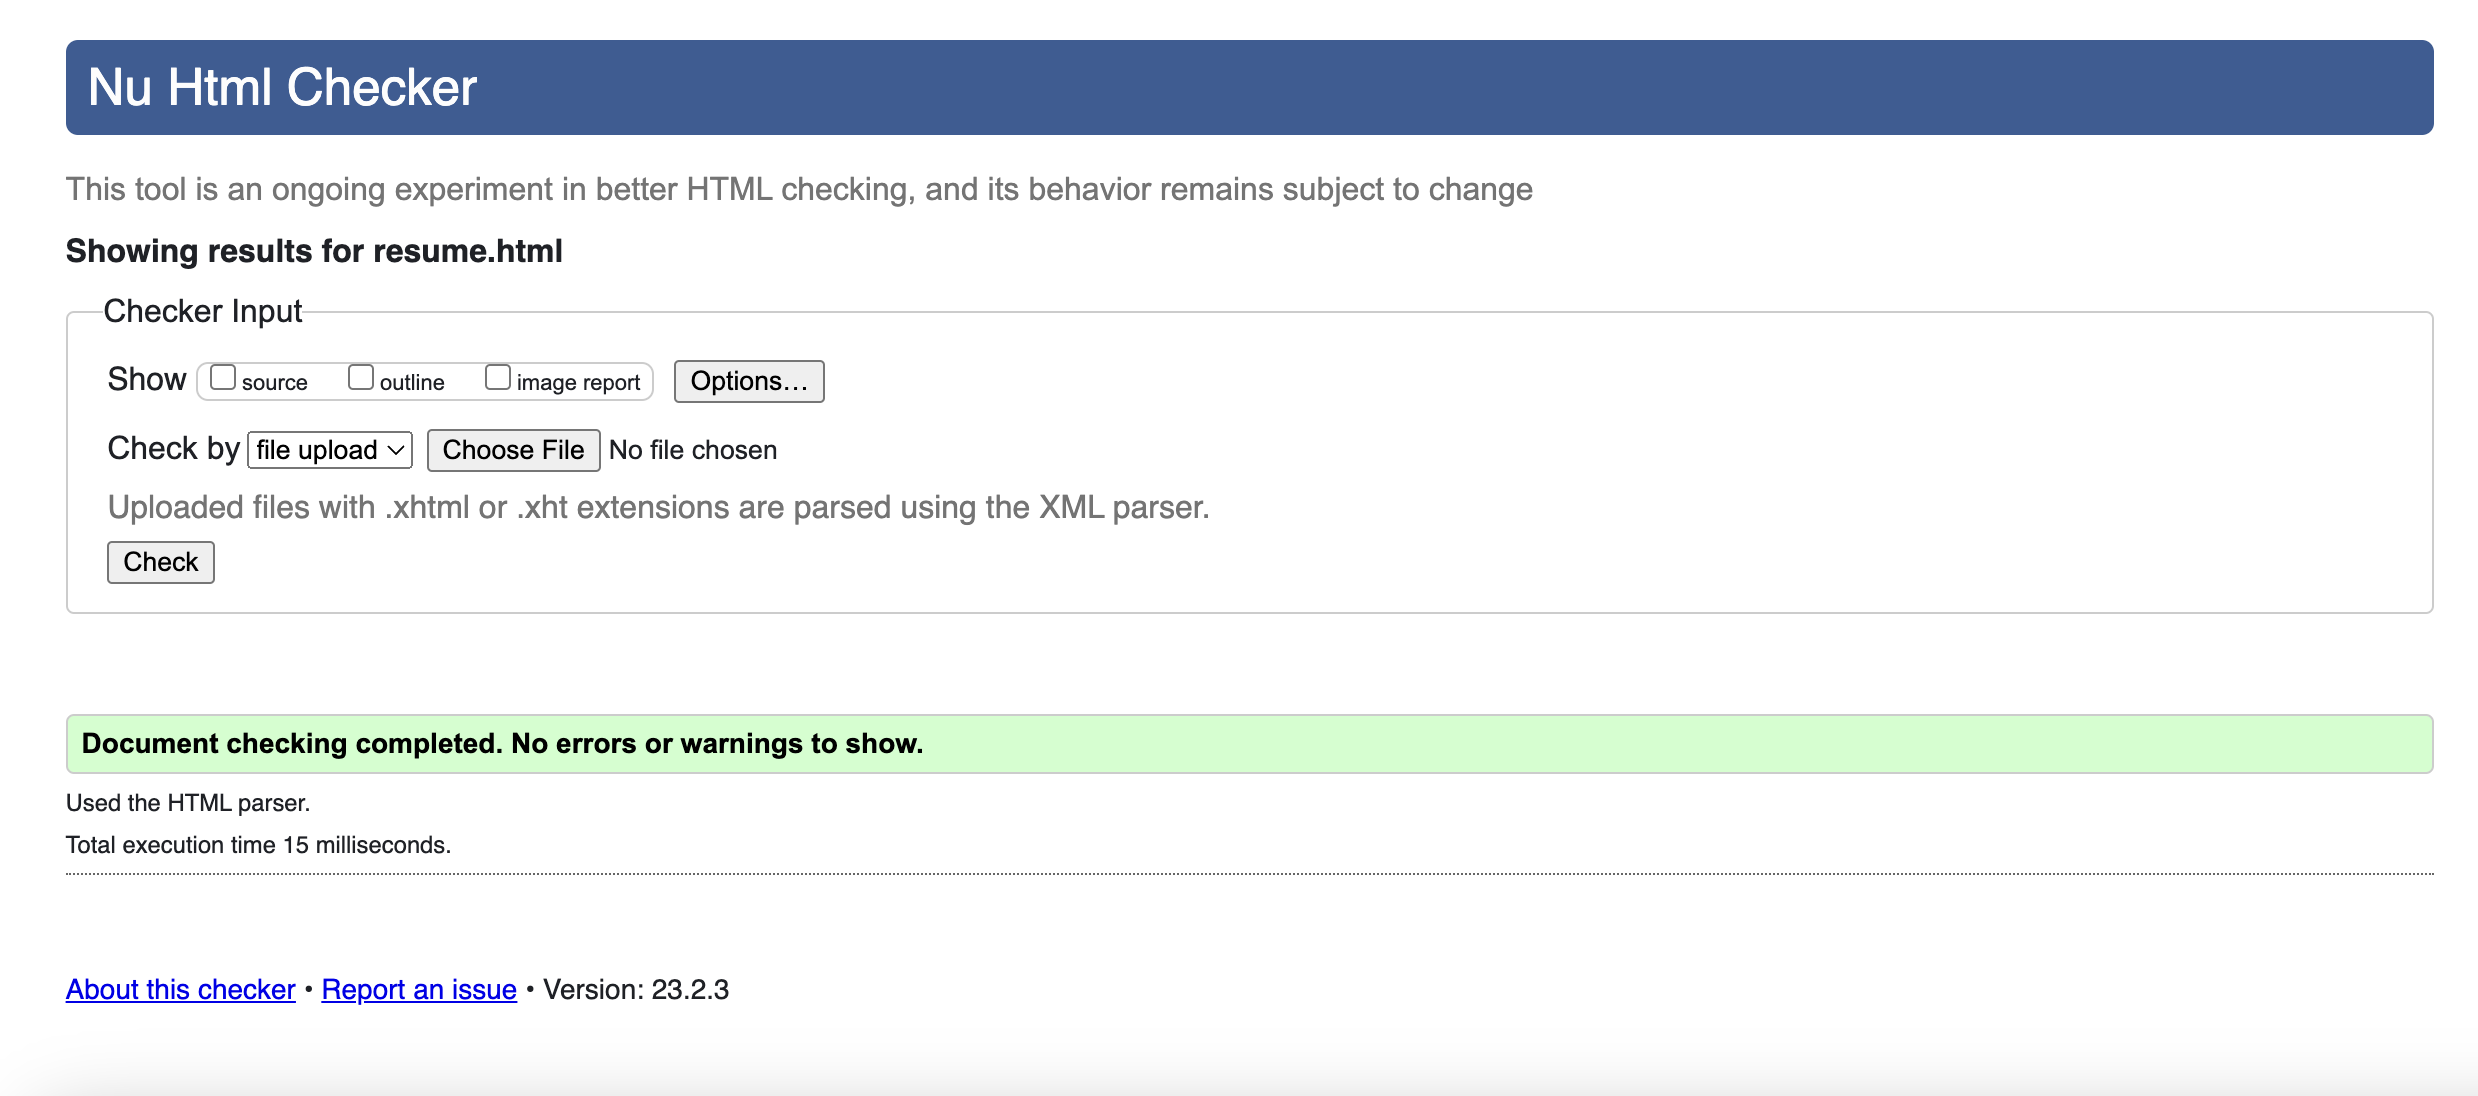 Nu Html Checker
This tool is an ongoing experiment in better HTML checking, and its behavior remains subject to change
Showing results for resume.html
Checker Input
Show source outline image report Options...
Check by file upload Choose File No file chosen
Uploaded files with .xhtml or .xht extensions are parsed using the XML parser.
Check
Document checking completed. No errors or warnings to show.
Used the HTML parser.
Total execution time 15 milliseconds.
About this checker • Report an issue • Version: 23.2.3